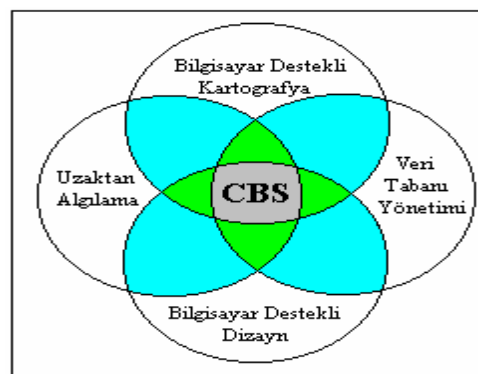 Bilgisayar Destekli
Kartografya
Uzaktan
Algılama
CBS
Veri
Tabanı
Yönetimi
Bilgisayar Destekli
Dizayn